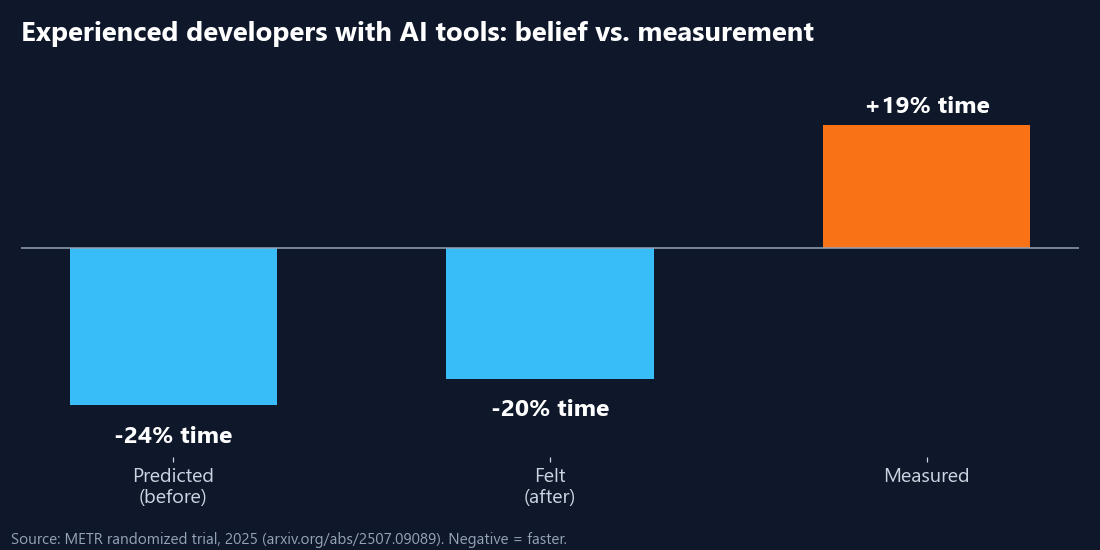 Experienced developers with AI tools: belief vs. measurement
+19% time
-20% time
-24% time
Predicted
(before)
Felt
(after)
Measured
Source: METR randomized trial, 2025 (arxiv.org/abs/2507.09089). Negative = faster.